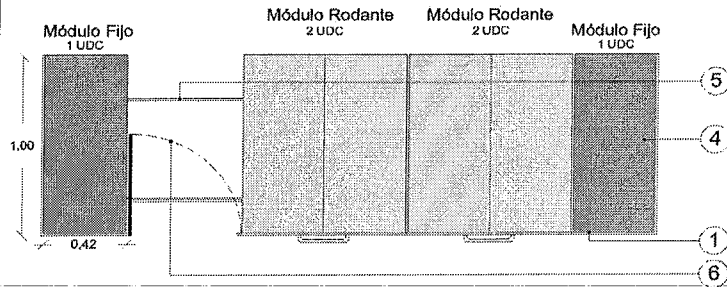 Módulo Fijo
1 UDC
Módulo Rodante
2 UDC
Módulo Rodante
2 UDC
Módulo Fijo
1 UDC
1,00
0,42
5
4
1
6